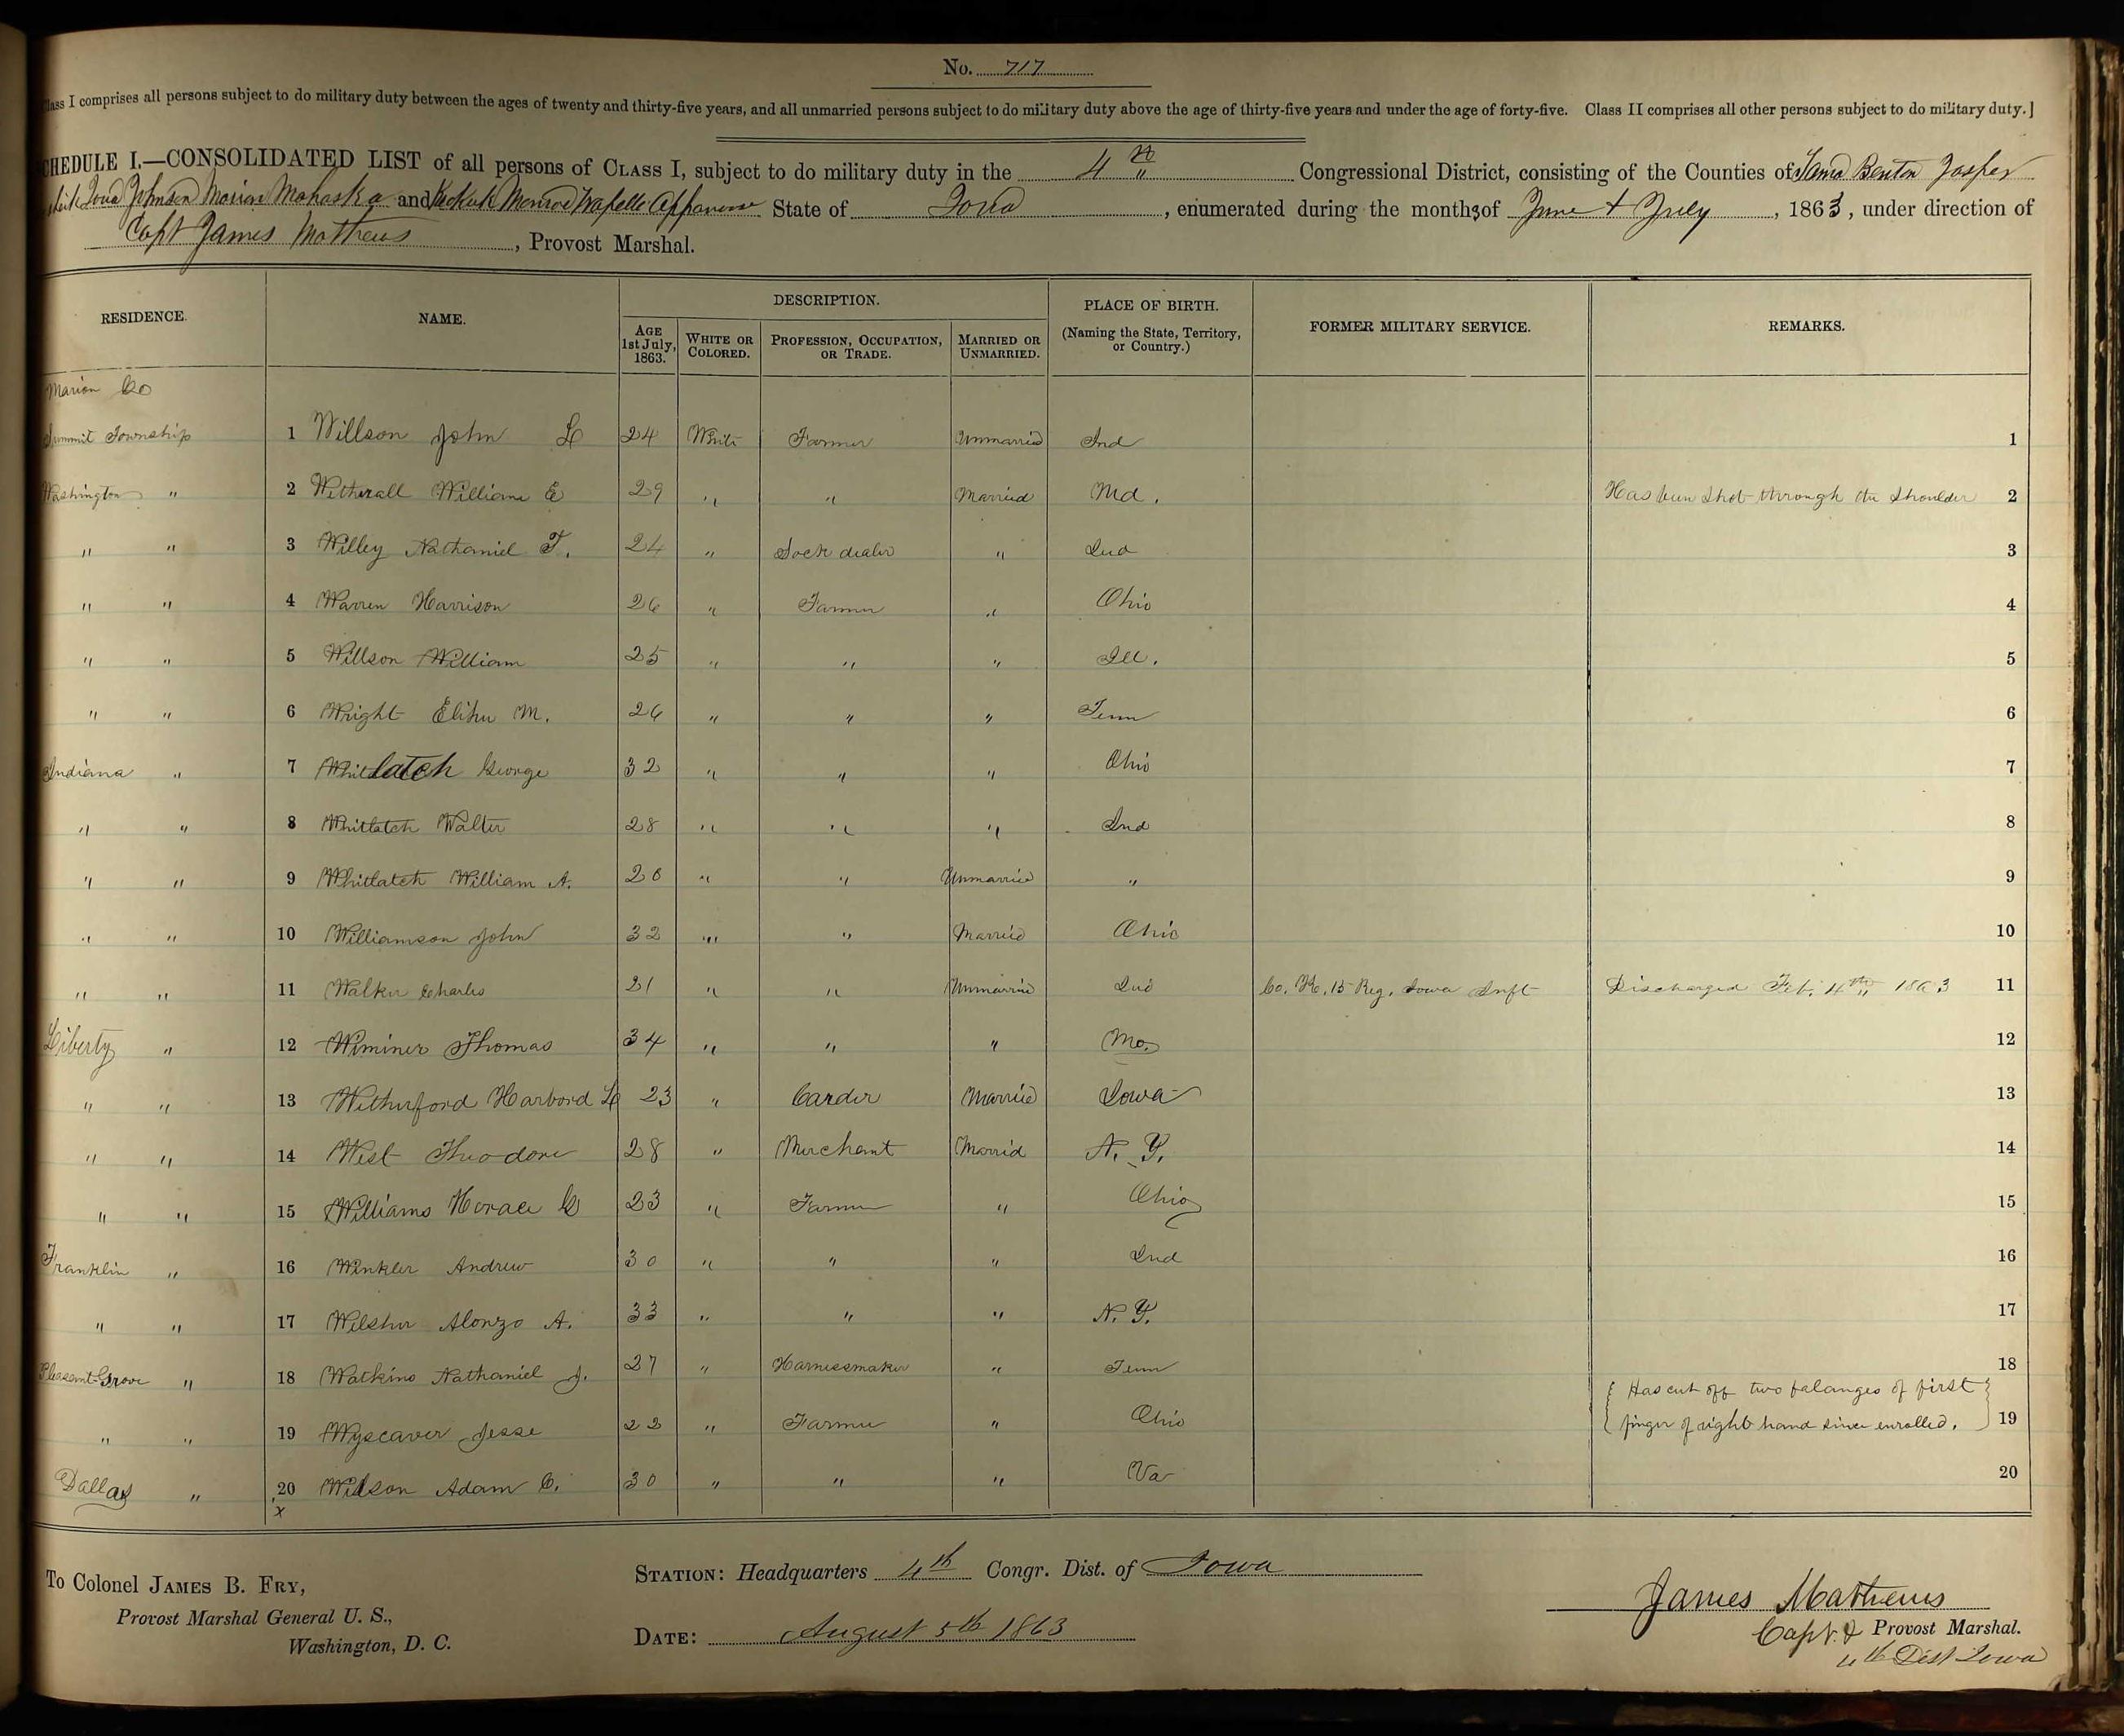 No. 717
Class I comprises all persons subject to do military duty between the ages of twenty and thirty-five years, and all unmarried persons subject to do military duty above the age of thirty-five years and under the age of forty-five. Class II comprises all other persons subject to do military duty.]
SCHEDULE I.—CONSOLIDATED LIST of all persons of CLASS I, subject to do military duty in the 4th Congressional District, consisting of the Counties of Tama Benton Jasper
Iowa Johnson Marion Mahaska and Keokuk Monroe Wapello Appanoose State of Iowa, enumerated during the months of June + July, 1863, under direction of
Capt James Mathews, Provost Marshal.
RESIDENCE. NAME. DESCRIPTION. PLACE OF BIRTH. (Naming the State, Territory, or Country.) FORMER MILITARY SERVICE. REMARKS.
AGE 1st July, 1863. WHITE OR COLORED. PROFESSION, OCCUPATION, OR TRADE. MARRIED OR UNMARRIED.
Marion Co
Summit Township 1 Willson John L 24 White Farmer Unmarried Ind 1
Washington " 2 Witherall William E 29 " " Married Md. Has been shot through the shoulder 2
" " 3 Willey Nathaniel T. 24 " Sock dealer " Ind 3
" " 4 Warren Harrison 26 " Farmer " Ohio 4
" " 5 Willson William 25 " " " Ill. 5
" " 6 Wright Elihu M. 26 " " " Tenn 6
Indiana " 7 Whitlatch George 32 " " " Ohio 7
" " 8 Whitlatch Walter 28 " " " Ind 8
" " 9 Whitlatch William A. 20 " " Unmarried " 9
" " 10 Williamson John 32 " " Married Ohio 10
" " 11 Walker Charles 21 " " Unmarried Ind Co. K, 15 Reg, Iowa Inft Discharged Feb. 4th 1863 11
Liberty " 12 Wiminer Thomas 34 " " " Mo. 12
" " 13 Witherford Harbord L 23 " Carder Married Iowa 13
" " 14 West Theodore 28 " Merchant Married N. Y. 14
" " 15 Williams Horace C 23 " Farmer " Ohio 15
Franklin " 16 Winkler Andrew 30 " " " Ind 16
" " 17 Wilshur Alonzo A. 33 " " " N. Y. 17
Pleasant Grove " 18 Watkins Nathaniel J. 27 " Harnessmaker " Tenn 18
{ Has cut off two falanges of first }
" " 19 Wyscaver Jesse 22 " Farmer " Ohio { finger of right hand since enrolled. } 19
Dallas " 20 Wilson Adam C. 30 " " " Va 20
x
To Colonel JAMES B. FRY,
Provost Marshal General U. S.,
Washington, D. C.
STATION: Headquarters 4th Congr. Dist. of Iowa
DATE: August 5th 1863
James Mathews
Capt. & Provost Marshal.
4th Dist Iowa